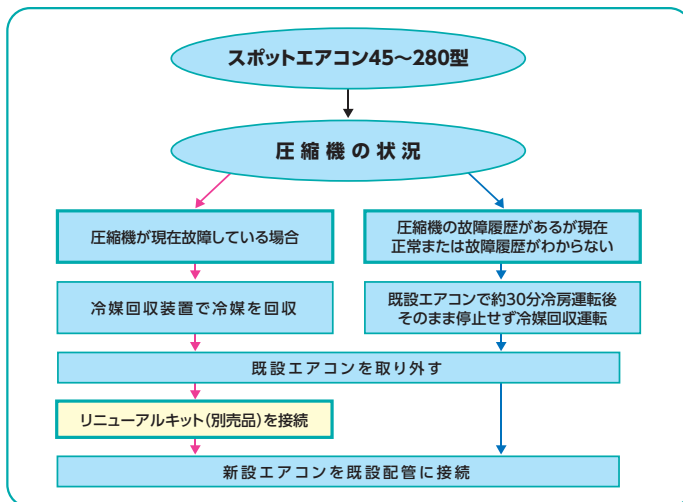 スポットエアコン45～280型
圧縮機の状況
圧縮機が現在故障している場合
圧縮機の故障履歴があるが現在
正常または故障履歴がわからない
冷媒回収装置で冷媒を回収
既設エアコンで約30分冷房運転後
そのまま停止せず冷媒回収運転
既設エアコンを取り外す
リニューアルキット(別売品)を接続
新設エアコンを既設配管に接続